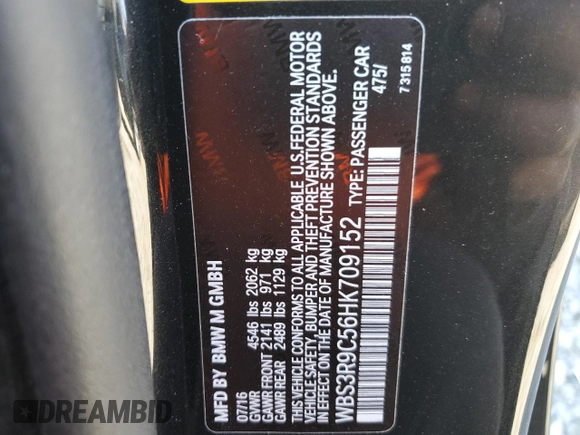 MFD BY BMW M GMBH
07/16
GVWR 4546 lbs 2062 kg
GAWR FRONT 2141 lbs 971 kg
GAWR REAR 2489 lbs 1129 kg
THIS VEHICLE CONFORMS TO ALL APPLICABLE U.S.FEDERAL MOTOR
VEHICLE SAFETY, BUMPER AND THEFT PREVENTION STANDARDS
IN EFFECT ON THE DATE OF MANUFACTURE SHOWN ABOVE.
WBS3R9C56HK709152 TYPE: PASSENGER CAR
475/
7 315 814
DREAMBID